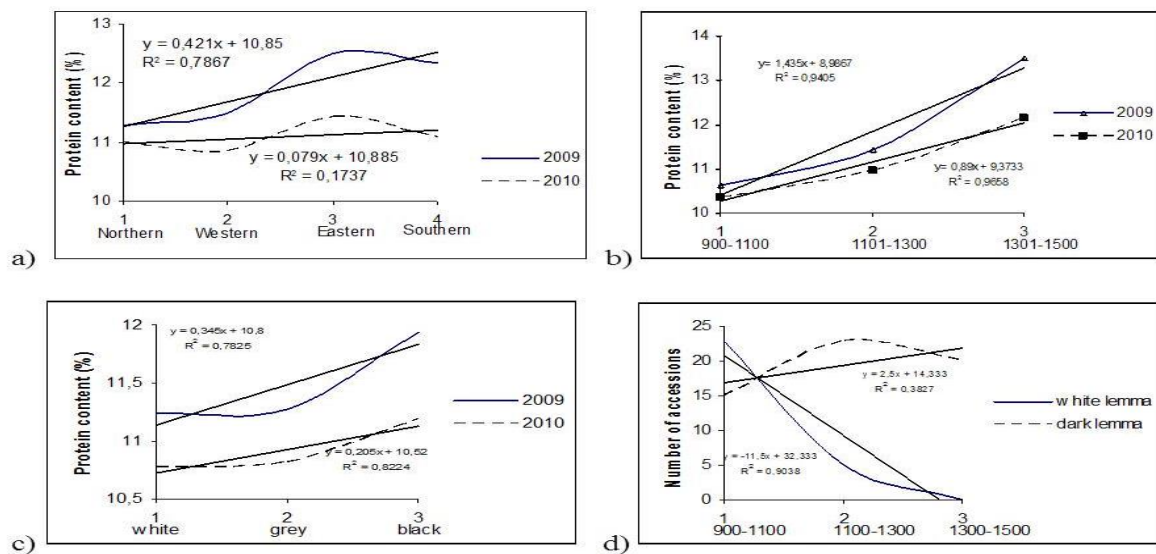 13
12
11
10
Protein content (%)
y = 0,421x + 10,85
R² = 0,7867
y = 0,079x + 10,885
R² = 0,1737
1 2 3 4
Northern Western Eastern Southern
2009
2010
a)
14
13
12
11
10
Protein content (%)
y= 1,435x + 8,9867
R² = 0,9405
y= 0,89x + 9,3733
R² = 0,9658
1 2 3
900-1100 1101-1300 1301-1500
2009
2010
b)
12
11,5
11
10,5
Protein content (%)
y = 0,345x + 10,8
R² = 0,7825
y = 0,205x + 10,52
R² = 0,8224
1 2 3
white grey black
2009
2010
c)
25
20
15
10
5
0
Number of accessions
y = 2,5x + 14,333
R² = 0,3827
y = -11,5x + 32,333
R² = 0,9038
1 2 3
900-1100 1100-1300 1300-1500
white lemma
dark lemma
d)